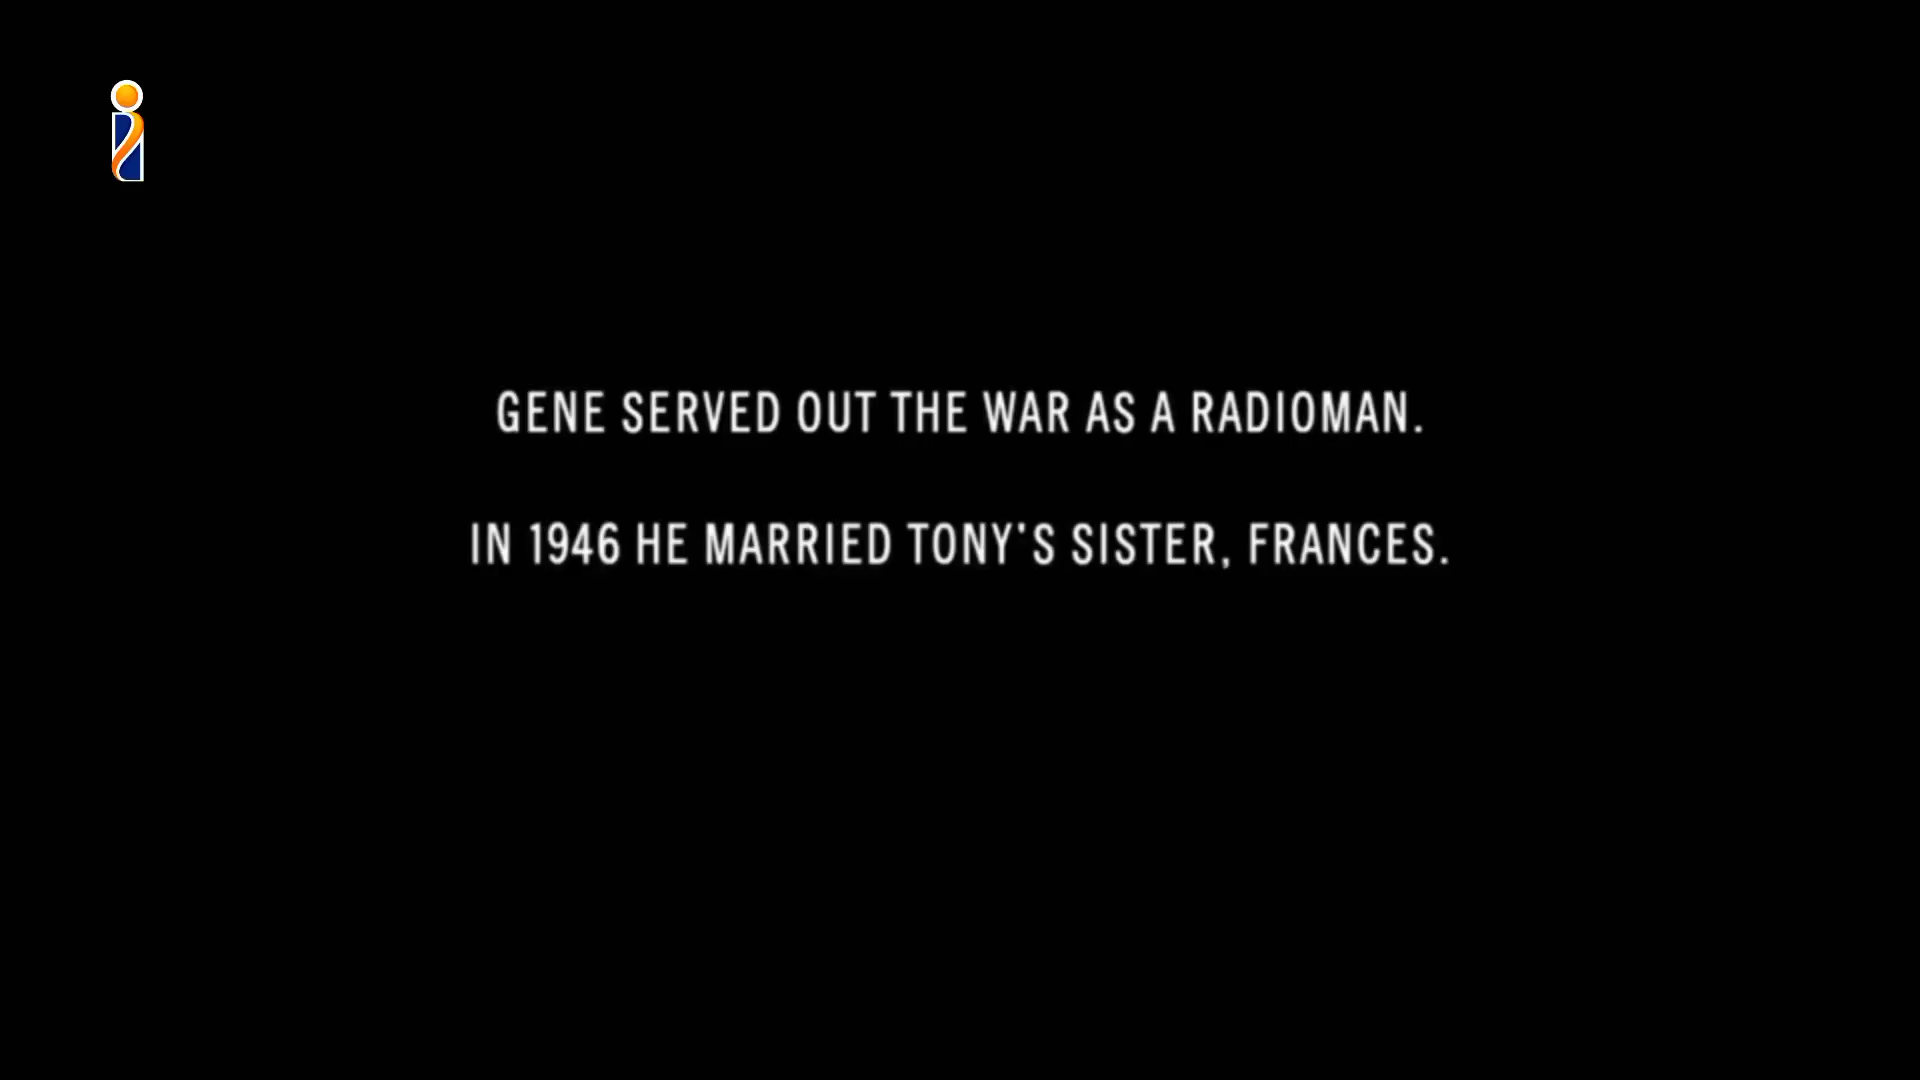 GENE SERVED OUT THE WAR AS A RADIOMAN.
IN 1946 HE MARRIED TONY'S SISTER, FRANCES.